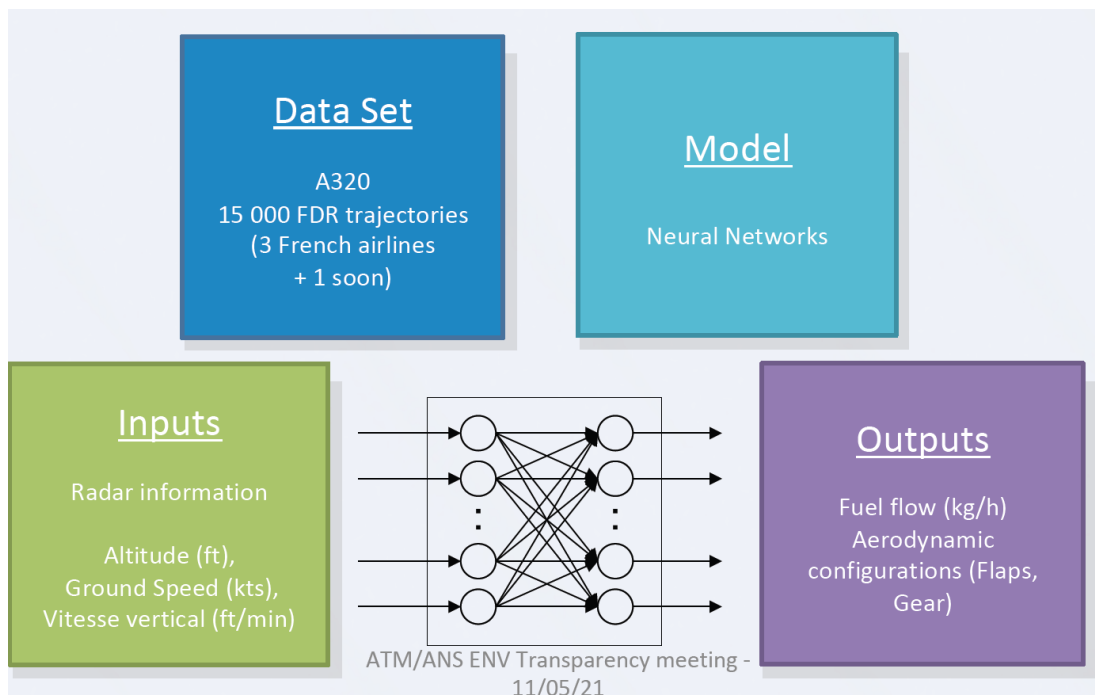 Data Set
A320
15 000 FDR trajectories
(3 French airlines
+ 1 soon)
Model
Neural Networks
Inputs
Radar information
Altitude (ft),
Ground Speed (kts),
Vitesse vertical (ft/min)
Outputs
Fuel flow (kg/h)
Aerodynamic
configurations (Flaps,
Gear)
ATM/ANS ENV Transparency meeting -
11/05/21